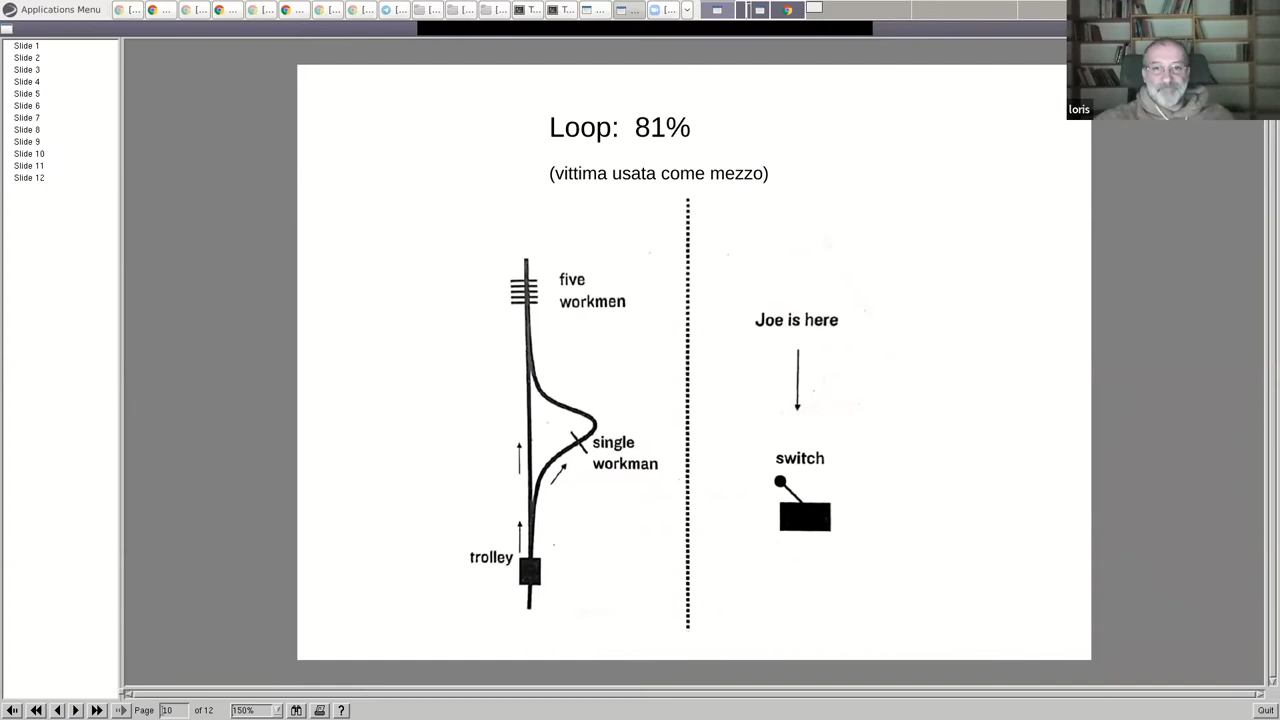 Applications Menu
[...
[...
[...
[...
[...
[...
[...
[...
[...
[...
[...
[...
T...
T...
...
...
[...
loris
Slide 1
Slide 2
Slide 3
Slide 4
Slide 5
Slide 6
Slide 7
Slide 8
Slide 9
Slide 10
Slide 11
Slide 12
Loop: 81%
(vittima usata come mezzo)
five
workmen
single
workman
trolley
Joe is here
switch
Page 10 of 12 150% ? Quit